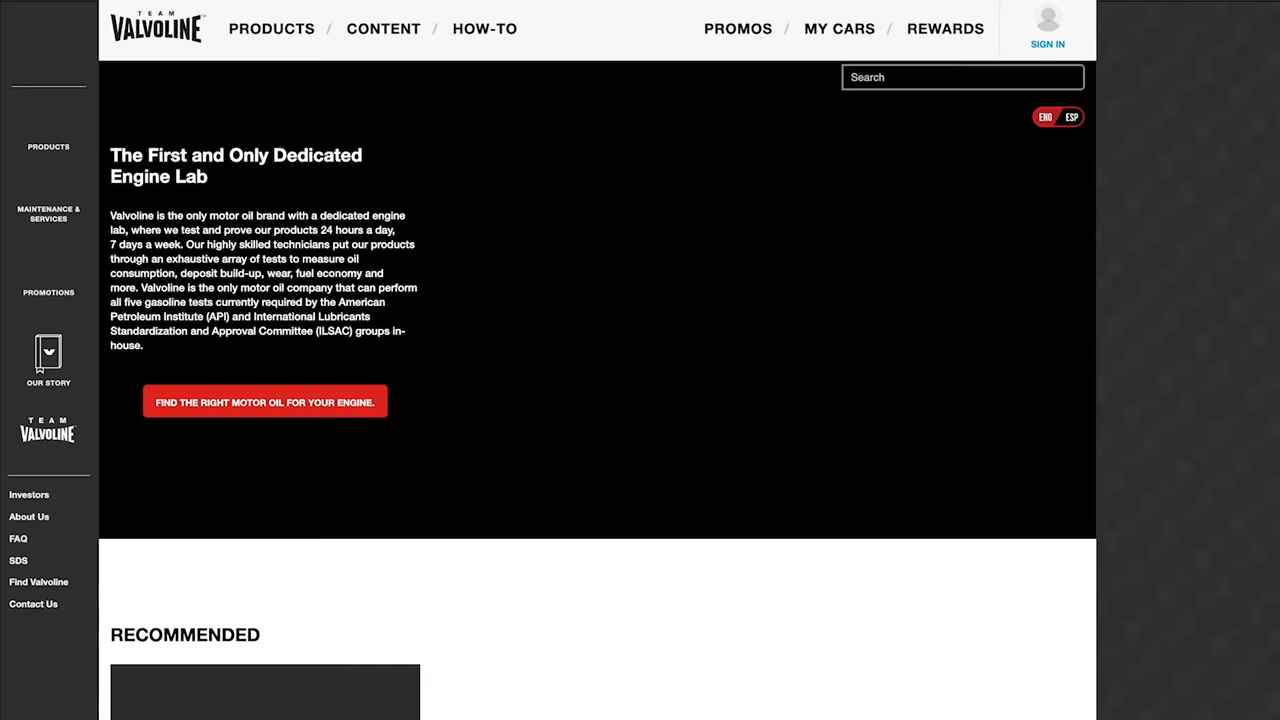 TEAM
VALVOLINE
PRODUCTS / CONTENT / HOW-TO
PROMOS / MY CARS / REWARDS
SIGN IN
Search
ENG ESP
PRODUCTS
MAINTENANCE &
SERVICES
PROMOTIONS
OUR STORY
TEAM
VALVOLINE
Investors
About Us
FAQ
SDS
Find Valvoline
Contact Us
The First and Only Dedicated
Engine Lab
Valvoline is the only motor oil brand with a dedicated engine
lab, where we test and prove our products 24 hours a day,
7 days a week. Our highly skilled technicians put our products
through an exhaustive array of tests to measure oil
consumption, deposit build-up, wear, fuel economy and
more. Valvoline is the only motor oil company that can perform
all five gasoline tests currently required by the American
Petroleum Institute (API) and International Lubricants
Standardization and Approval Committee (ILSAC) groups in-
house.
FIND THE RIGHT MOTOR OIL FOR YOUR ENGINE.
RECOMMENDED